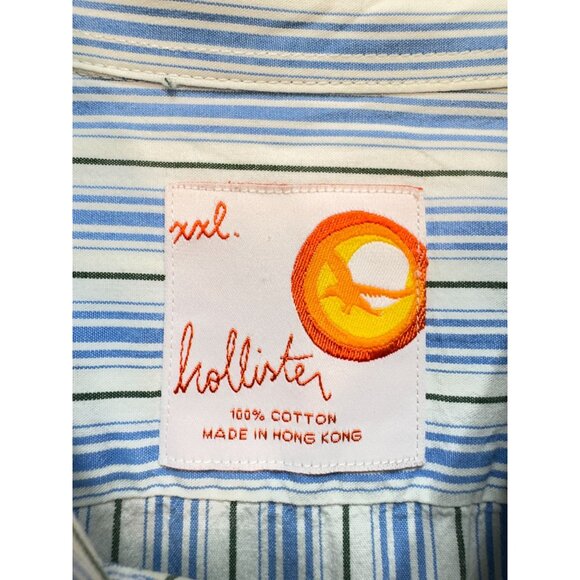 xxl.
hollister
100% COTTON
MADE IN HONG KONG